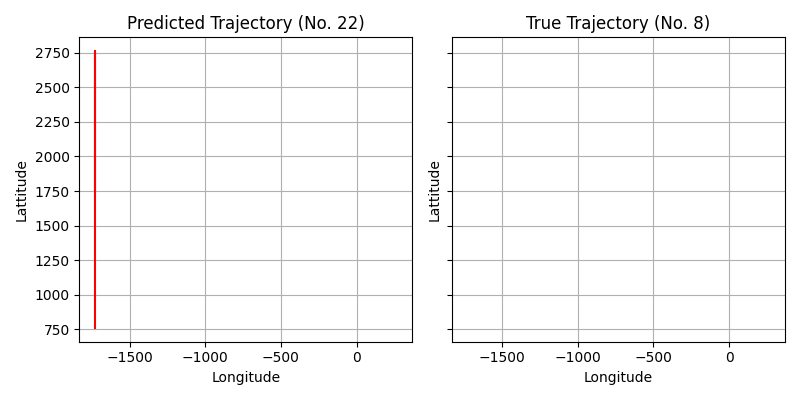 Predicted Trajectory (No. 22)
True Trajectory (No. 8)
2750
2500
2250
2000
1750
1500
1250
1000
750
Lattitude
Lattitude
−1500 −1000 −500 0
−1500 −1000 −500 0
Longitude
Longitude